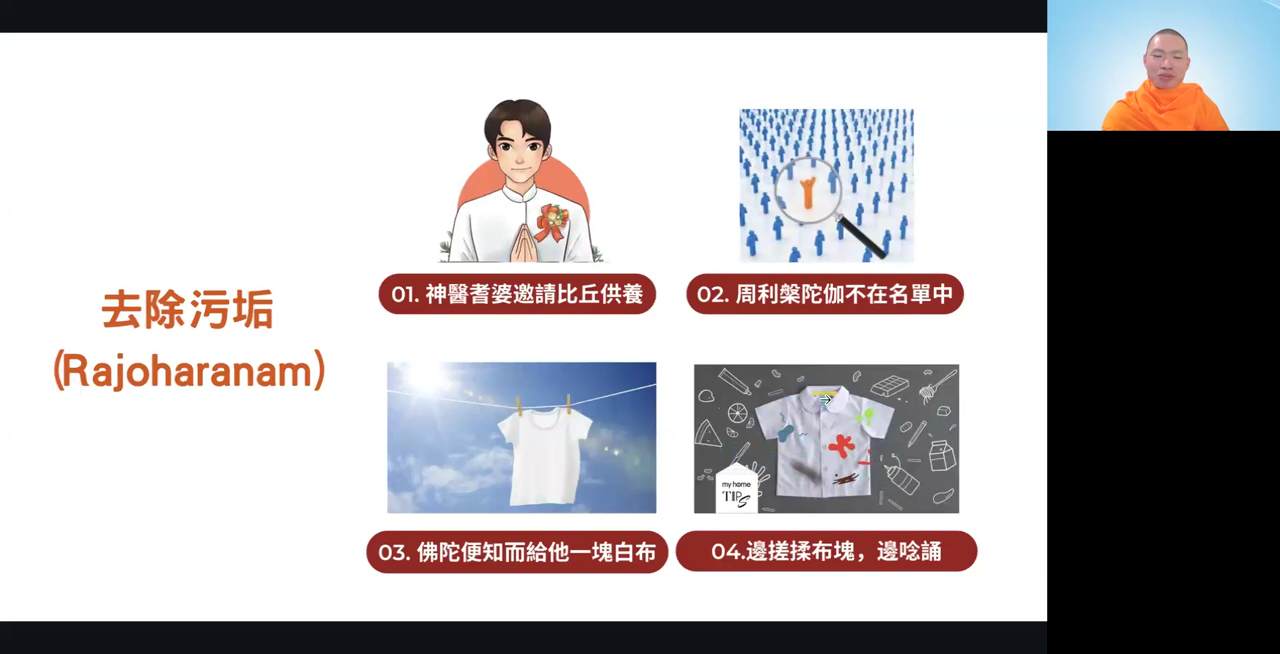 去除污垢
(Rajoharanam)
01. 神醫耆婆邀請比丘供養
02. 周利槃陀伽不在名單中
03. 佛陀便知而給他一塊白布
my home
TIPS
04.邊搓揉布塊，邊唸誦